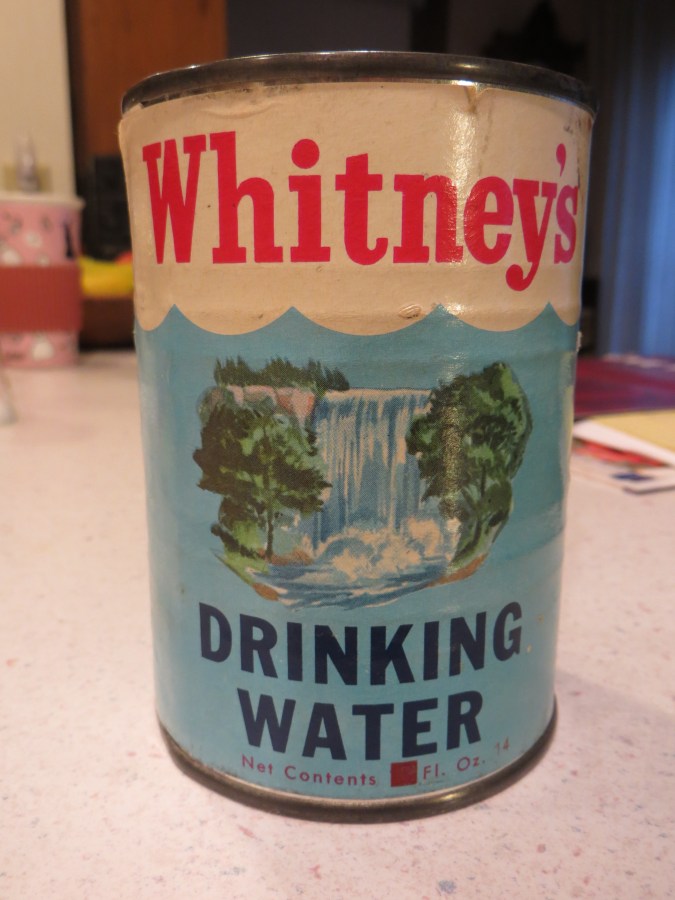 Whitney's
DRINKING
WATER
Net Contents Fl. Oz. 14